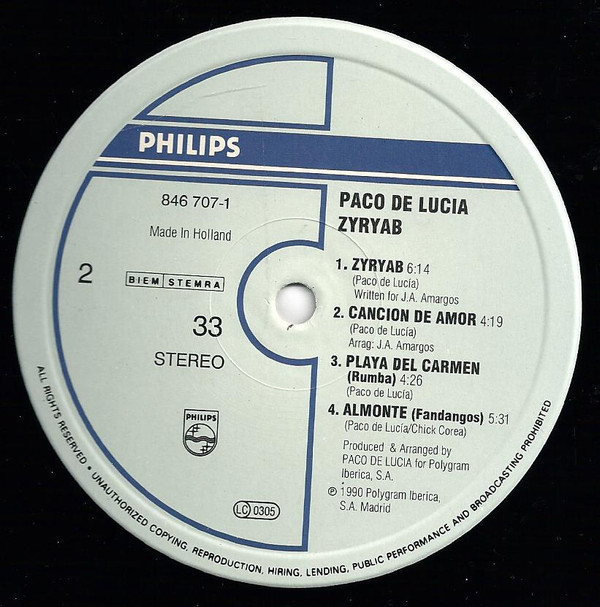 PHILIPS
846 707-1
Made In Holland
2
BIEM STEMRA
33
STEREO
PHILIPS
LC 0305
PACO DE LUCIA
ZYRYAB
1. ZYRYAB 6:14
(Paco de Lucía)
Written for J.A. Amargos
2. CANCION DE AMOR 4:19
(Paco de Lucía)
Arrag: J.A. Amargos
3. PLAYA DEL CARMEN
(Rumba) 4:26
(Paco de Lucía)
4. ALMONTE (Fandangos) 5:31
(Paco de Lucía/Chick Corea)
Produced & Arranged by
PACO DE LUCIA for Polygram
Iberica, S.A.
℗ 1990 Polygram Iberica,
S.A. Madrid
ALL RIGHTS RESERVED • UNAUTHORIZED COPYING, REPRODUCTION, HIRING, LENDING, PUBLIC PERFORMANCE AND BROADCASTING PROHIBITED